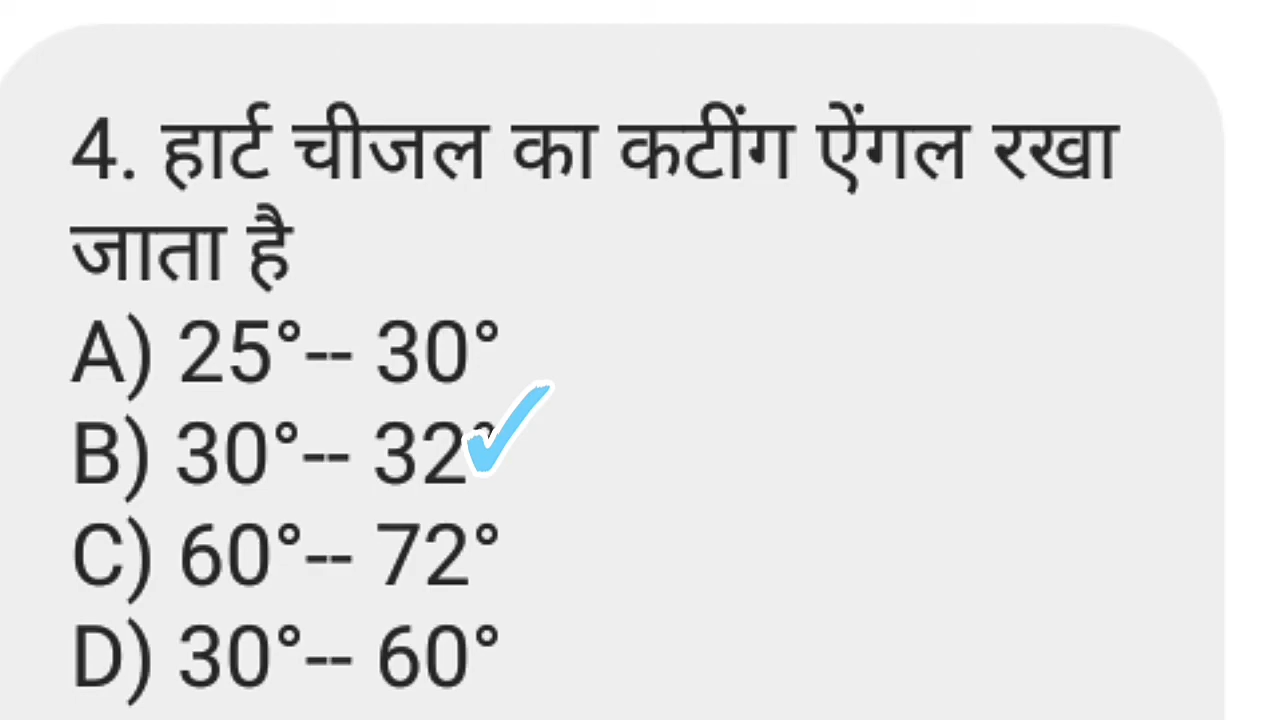 4. हार्ट चीजल का कटींग ऐंगल रखा
जाता है
A) 25°-- 30°
B) 30°-- 32°
C) 60°-- 72°
D) 30°-- 60°